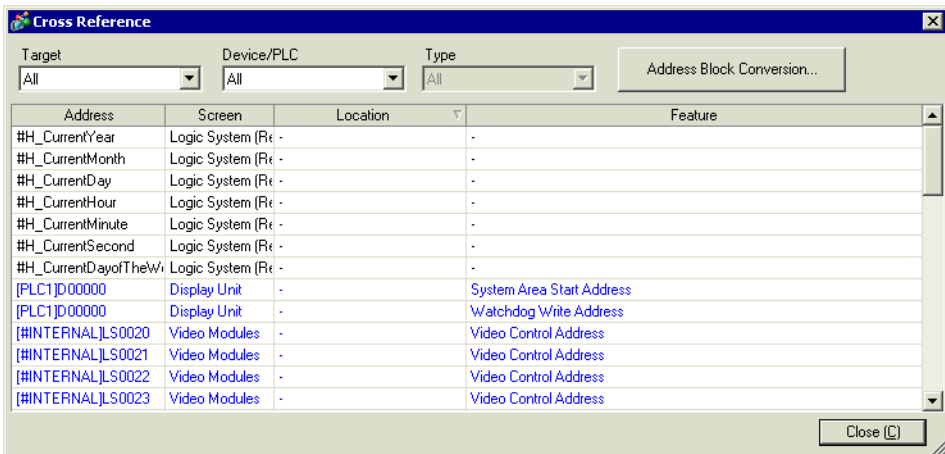 Cross Reference
Target Device/PLC Type
All All All Address Block Conversion...
Address Screen Location Feature
#H_CurrentYear Logic System (Re - -
#H_CurrentMonth Logic System (Re - -
#H_CurrentDay Logic System (Re - -
#H_CurrentHour Logic System (Re - -
#H_CurrentMinute Logic System (Re - -
#H_CurrentSecond Logic System (Re - -
#H_CurrentDayofTheW Logic System (Re - -
[PLC1]D00000 Display Unit - System Area Start Address
[PLC1]D00000 Display Unit - Watchdog Write Address
[#INTERNAL]LS0020 Video Modules - Video Control Address
[#INTERNAL]LS0021 Video Modules - Video Control Address
[#INTERNAL]LS0022 Video Modules - Video Control Address
[#INTERNAL]LS0023 Video Modules - Video Control Address
Close (C)